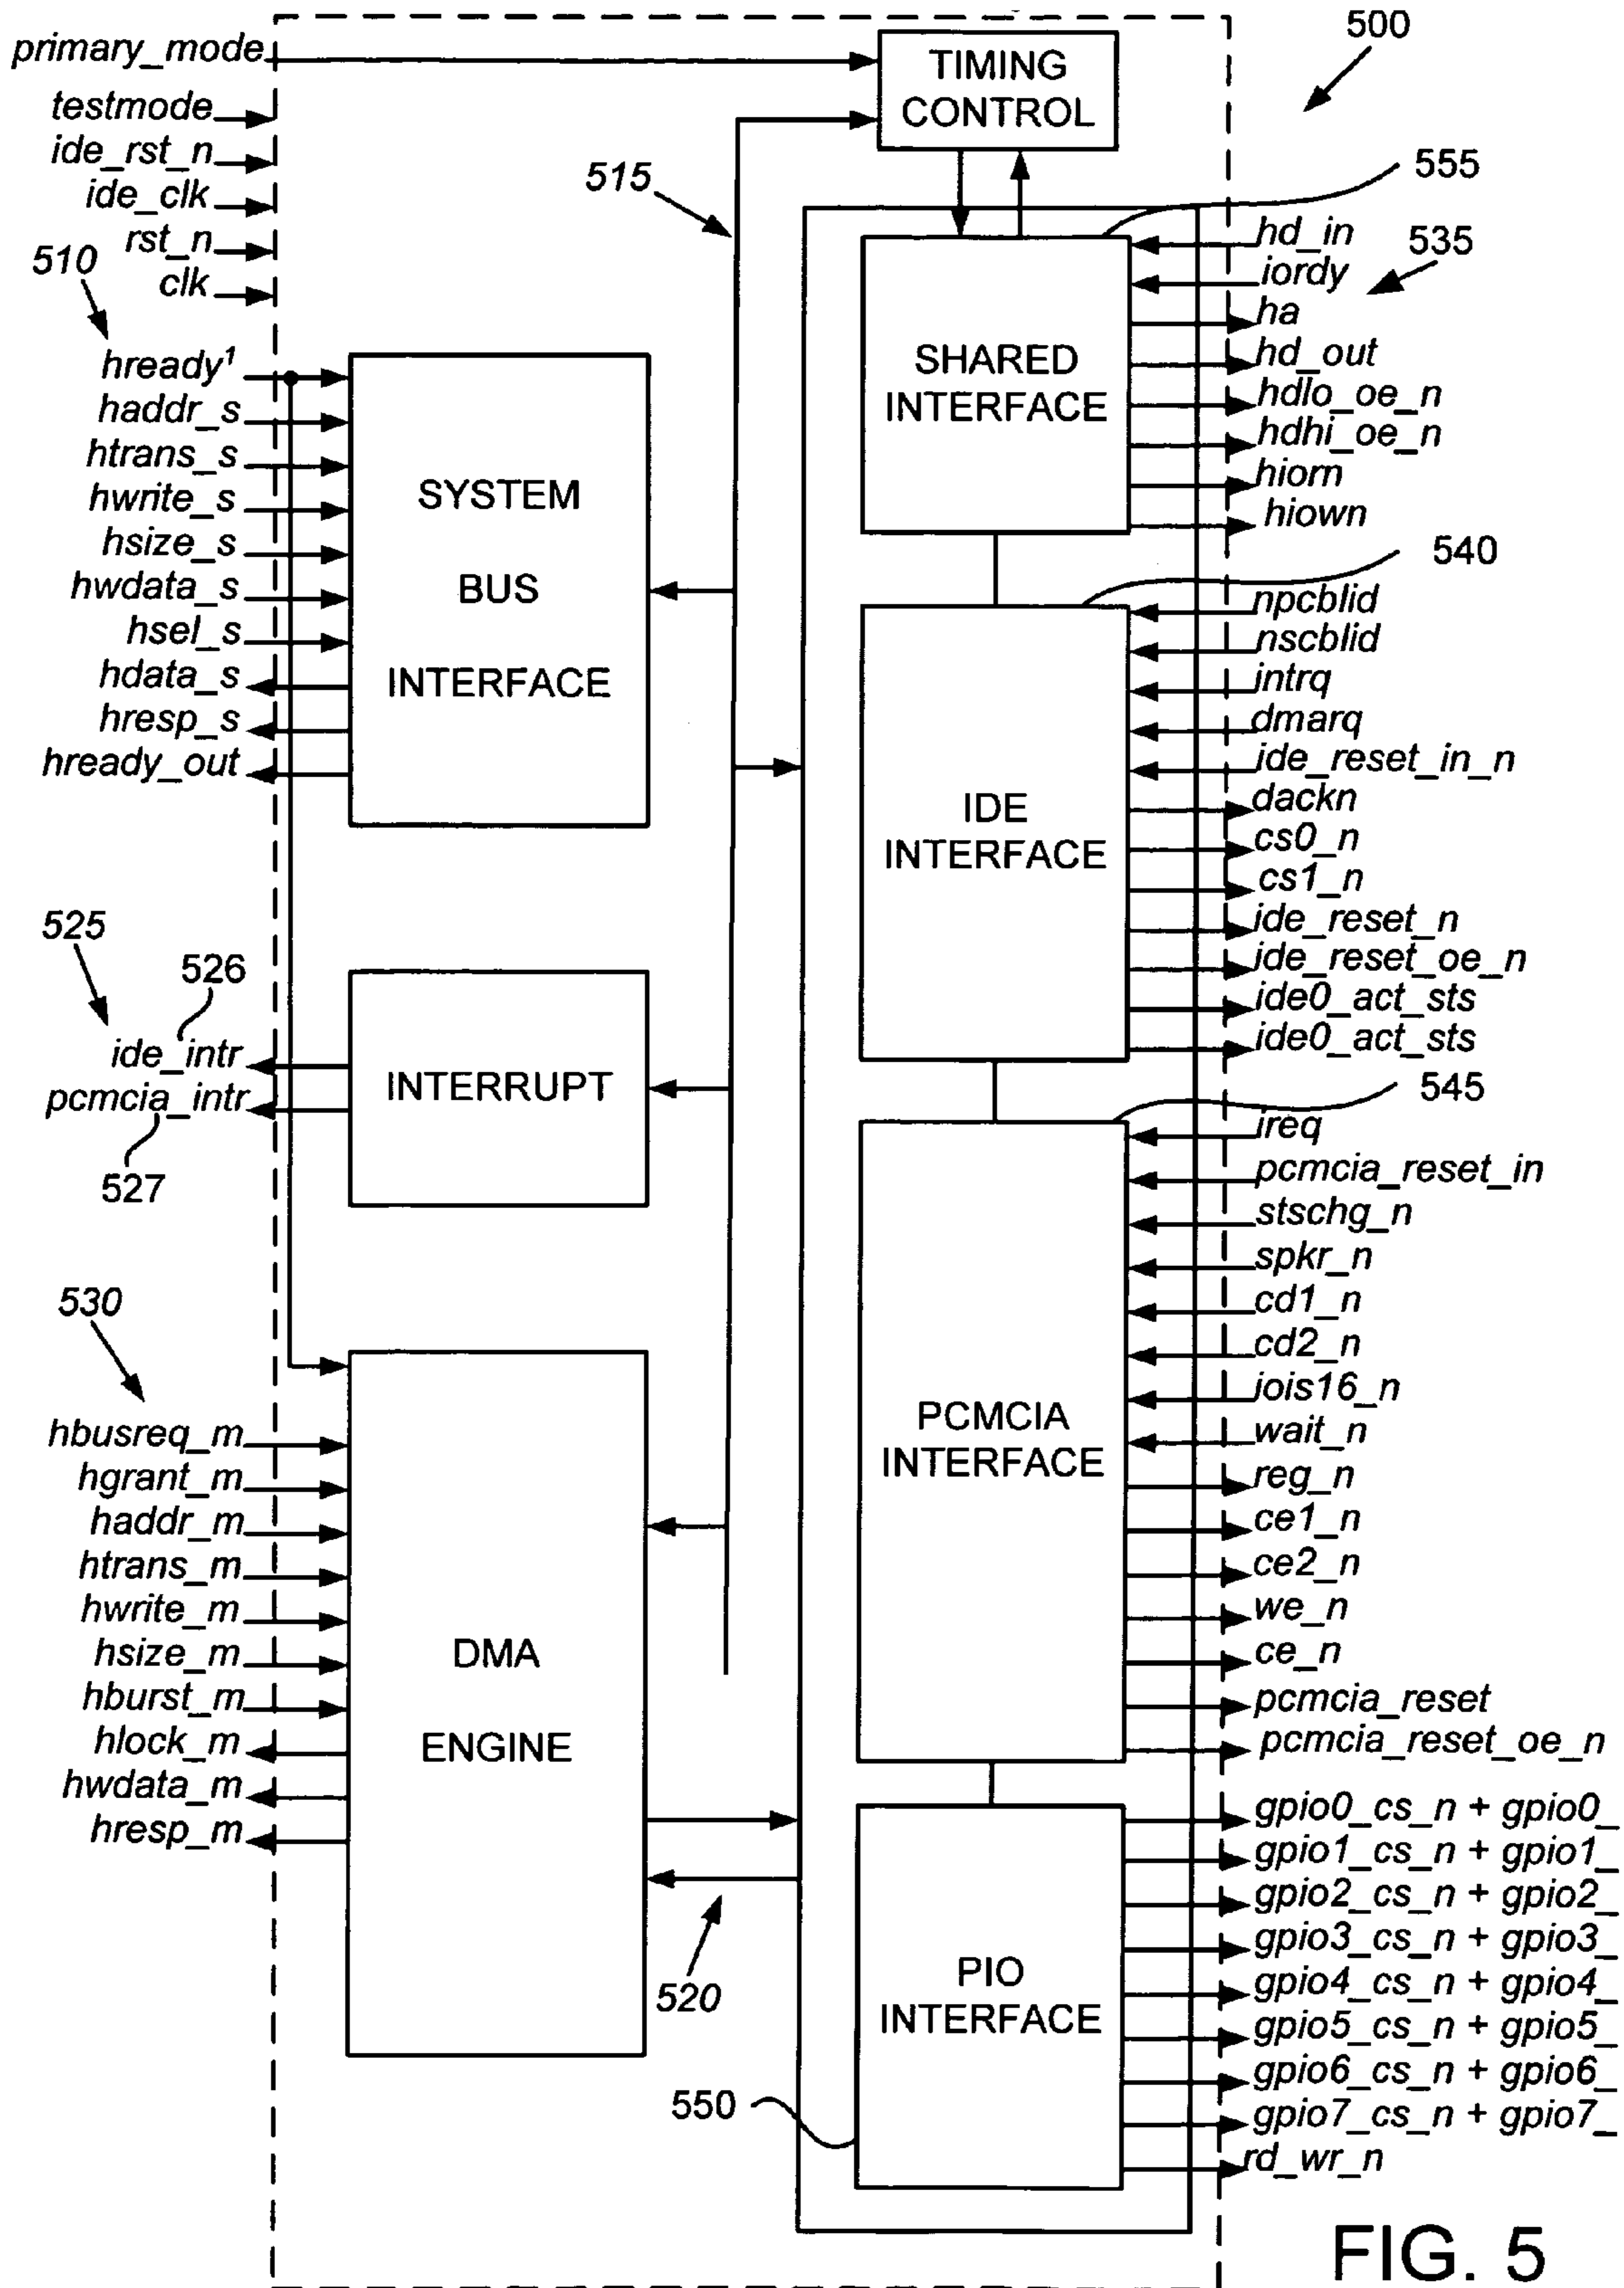 500
primary_mode
TIMING
CONTROL
testmode
ide_rst_n
ide_clk
rst_n
clk
510
515
555
hready1
haddr_s
htrans_s
hwrite_s
hsize_s
hwdata_s
hsel_s
hdata_s
hresp_s
hready_out
SYSTEM
BUS
INTERFACE
SHARED
INTERFACE
hd_in
iordy
535
ha
hd_out
hdlo_oe_n
hdhi_oe_n
hiorn
hiown
540
IDE
INTERFACE
npcblid
nscblid
intrq
dmarq
ide_reset_in_n
dackn
cs0_n
cs1_n
ide_reset_n
ide_reset_oe_n
ide0_act_sts
ide0_act_sts
525
526
ide_intr
pcmcia_intr
527
INTERRUPT
545
PCMCIA
INTERFACE
ireq
pcmcia_reset_in
stschg_n
spkr_n
cd1_n
cd2_n
iois16_n
wait_n
reg_n
ce1_n
ce2_n
we_n
ce_n
pcmcia_reset
pcmcia_reset_oe_n
530
hbusreq_m
hgrant_m
haddr_m
htrans_m
hwrite_m
hsize_m
hburst_m
hlock_m
hwdata_m
hresp_m
DMA
ENGINE
520
PIO
INTERFACE
550
gpio0_cs_n + gpio0_
gpio1_cs_n + gpio1_
gpio2_cs_n + gpio2_
gpio3_cs_n + gpio3_
gpio4_cs_n + gpio4_
gpio5_cs_n + gpio5_
gpio6_cs_n + gpio6_
gpio7_cs_n + gpio7_
rd_wr_n
FIG. 5